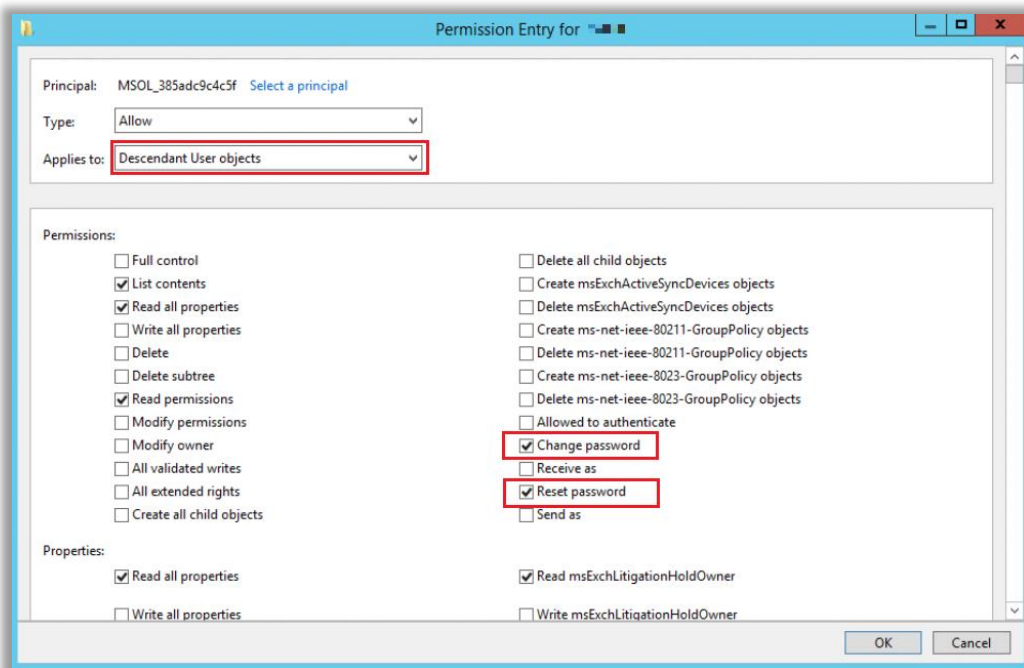 Permission Entry for
Principal: MSOL_385adc9c4c5f Select a principal
Type: Allow
Applies to: Descendant User objects
Permissions:
Full control
List contents
Read all properties
Write all properties
Delete
Delete subtree
Read permissions
Modify permissions
Modify owner
All validated writes
All extended rights
Create all child objects
Delete all child objects
Create msExchActiveSyncDevices objects
Delete msExchActiveSyncDevices objects
Create ms-net-ieee-80211-GroupPolicy objects
Delete ms-net-ieee-80211-GroupPolicy objects
Create ms-net-ieee-8023-GroupPolicy objects
Delete ms-net-ieee-8023-GroupPolicy objects
Allowed to authenticate
Change password
Receive as
Reset password
Send as
Properties:
Read all properties
Write all properties
Read msExchLitigationHoldOwner
Write msExchLitigationHoldOwner
OK Cancel